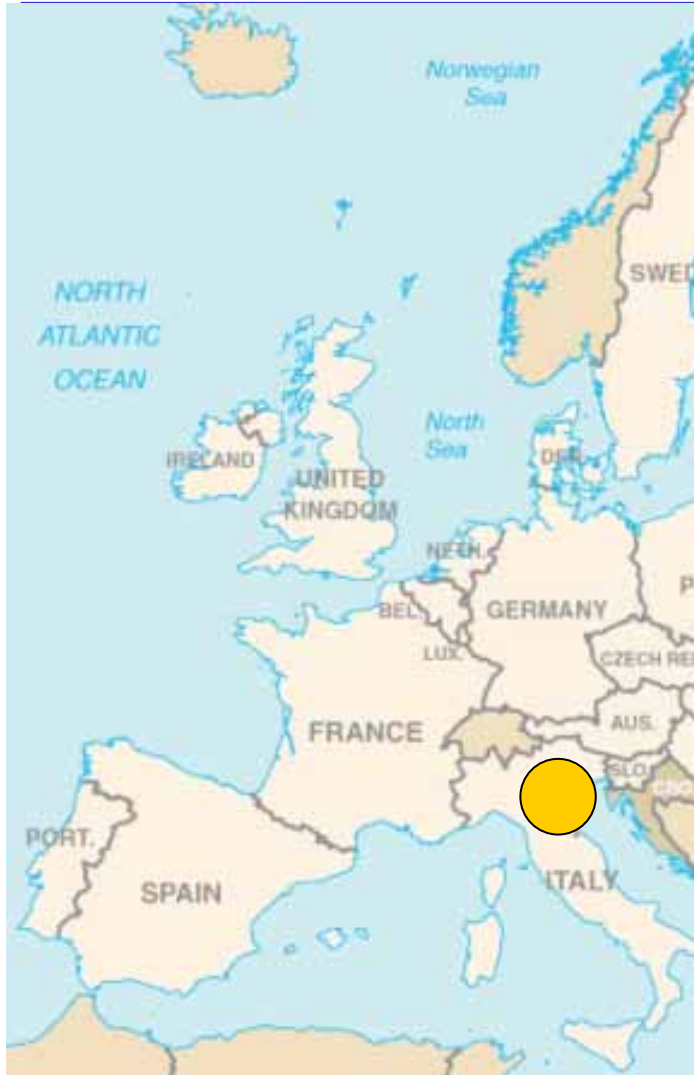 Norwegian
Sea
NORTH
ATLANTIC
OCEAN
SWED
North
Sea
IRELAND
DEN.
UNITED
KINGDOM
NETH.
P
BEL.
GERMANY
LUX.
CZECH RE
FRANCE
AUS.
SLO.
PORT.
SPAIN
ITALY